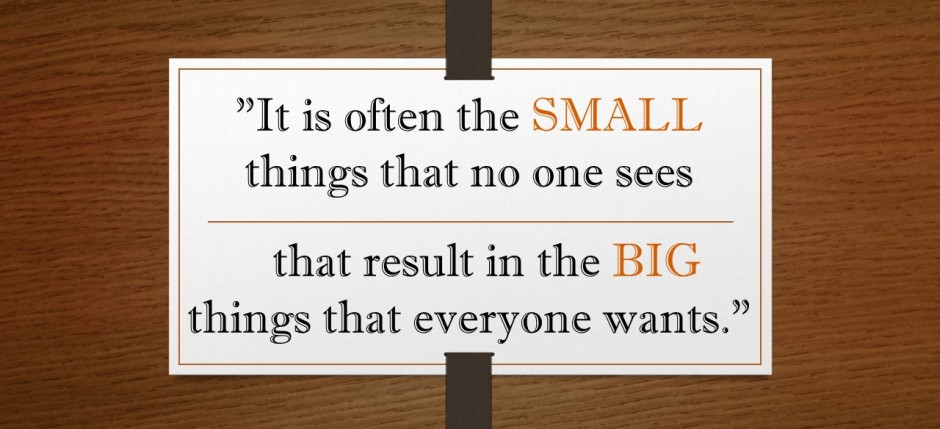 ”It is often the SMALL
things that no one sees
that result in the BIG
things that everyone wants.”